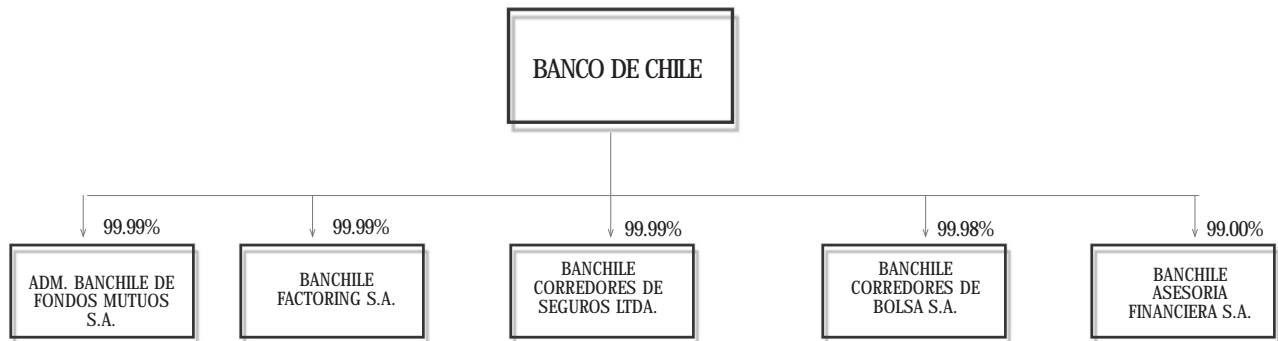 BANCO DE CHILE
99.99%
99.99%
99.99%
99.98%
99.00%
ADM. BANCHILE DE
FONDOS MUTUOS
S.A.
BANCHILE
FACTORING S.A.
BANCHILE
CORREDORES DE
SEGUROS LTDA.
BANCHILE
CORREDORES DE
BOLSA S.A.
BANCHILE
ASESORIA
FINANCIERA S.A.